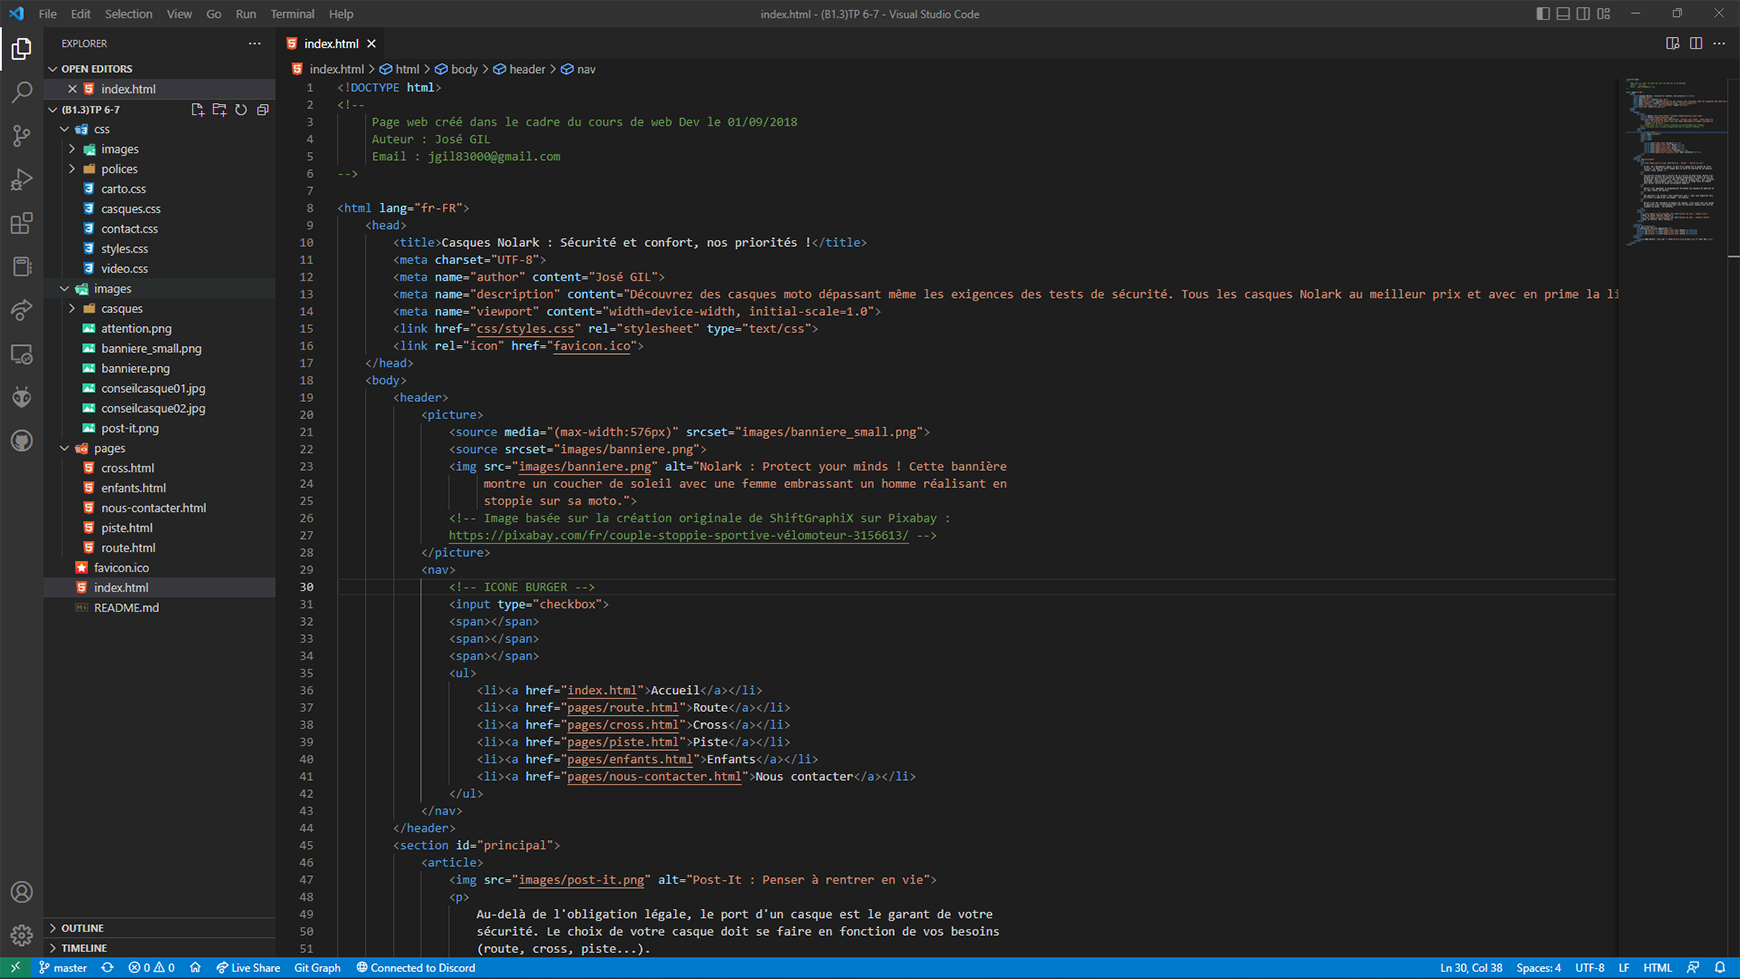 File Edit Selection View Go Run Terminal Help
index.html - (B1.3)TP 6-7 - Visual Studio Code
EXPLORER
OPEN EDITORS
index.html
(B1.3)TP 6-7
css
images
polices
carto.css
casques.css
contact.css
styles.css
video.css
images
casques
attention.png
banniere_small.png
banniere.png
conseilcasque01.jpg
conseilcasque02.jpg
post-it.png
pages
cross.html
enfants.html
nous-contacter.html
piste.html
route.html
favicon.ico
index.html
README.md
OUTLINE
TIMELINE
index.html
index.html > html > body > header > nav
1 <!DOCTYPE html>
2 <!--
3 Page web créé dans le cadre du cours de web Dev le 01/09/2018
4 Auteur : José GIL
5 Email : jgil83000@gmail.com
6 -->
7
8 <html lang="fr-FR">
9 <head>
10 <title>Casques Nolark : Sécurité et confort, nos priorités !</title>
11 <meta charset="UTF-8">
12 <meta name="author" content="José GIL">
13 <meta name="description" content="Découvrez des casques moto dépassant même les exigences des tests de sécurité. Tous les casques Nolark au meilleur prix et avec en prime la li
14 <meta name="viewport" content="width=device-width, initial-scale=1.0">
15 <link href="css/styles.css" rel="stylesheet" type="text/css">
16 <link rel="icon" href="favicon.ico">
17 </head>
18 <body>
19 <header>
20 <picture>
21 <source media="(max-width:576px)" srcset="images/banniere_small.png">
22 <source srcset="images/banniere.png">
23 <img src="images/banniere.png" alt="Nolark : Protect your minds ! Cette bannière
24 montre un coucher de soleil avec une femme embrassant un homme réalisant en
25 stoppie sur sa moto.">
26 <!-- Image basée sur la création originale de ShiftGraphiX sur Pixabay :
27 https://pixabay.com/fr/couple-stoppie-sportive-vélomoteur-3156613/ -->
28 </picture>
29 <nav>
30 <!-- ICONE BURGER -->
31 <input type="checkbox">
32 <span></span>
33 <span></span>
34 <span></span>
35 <ul>
36 <li><a href="index.html">Accueil</a></li>
37 <li><a href="pages/route.html">Route</a></li>
38 <li><a href="pages/cross.html">Cross</a></li>
39 <li><a href="pages/piste.html">Piste</a></li>
40 <li><a href="pages/enfants.html">Enfants</a></li>
41 <li><a href="pages/nous-contacter.html">Nous contacter</a></li>
42 </ul>
43 </nav>
44 </header>
45 <section id="principal">
46 <article>
47 <img src="images/post-it.png" alt="Post-It : Penser à rentrer en vie">
48 <p>
49 Au-delà de l'obligation légale, le port d'un casque est le garant de votre
50 sécurité. Le choix de votre casque doit se faire en fonction de vos besoins
51 (route, cross, piste...).
master 0 0 Live Share Git Graph Connected to Discord Ln 30, Col 38 Spaces: 4 UTF-8 LF HTML